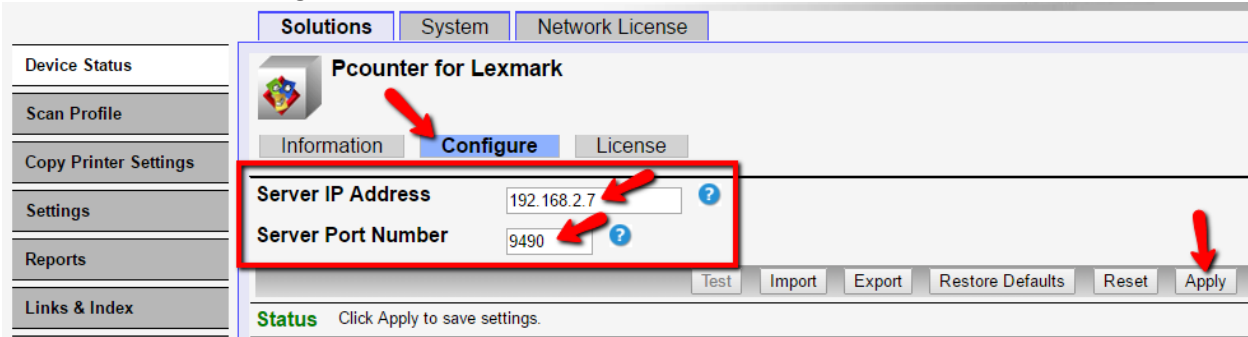 Solutions System Network License
Device Status
Scan Profile
Copy Printer Settings
Settings
Reports
Links & Index
Pcounter for Lexmark
Information Configure License
Server IP Address 192.168.2.7 ?
Server Port Number 9490 ?
Test Import Export Restore Defaults Reset Apply
Status Click Apply to save settings.